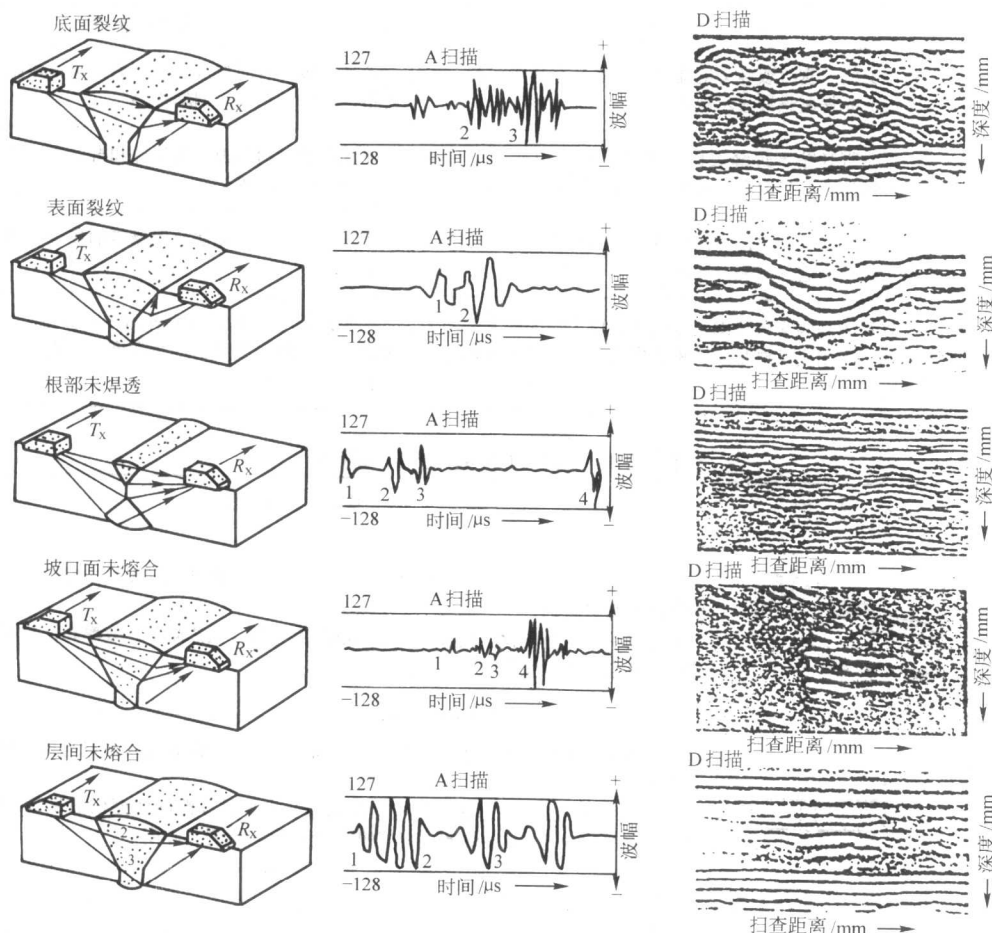 底面裂纹
Tx
Rx
127 A扫描
2 3
-128 时间/μs
+
波幅
-
D扫描
深度/mm
扫查距离/mm
表面裂纹
Tx
Rx
127 A扫描
1 2
-128 时间/μs
+
波幅
-
D扫描
深度/mm
扫查距离/mm
根部未焊透
Tx
Rx
127 A扫描
1 2 3 4
-128 时间/μs
+
波幅
-
D扫描
深度/mm
扫查距离/mm
坡口面未熔合
Tx
Rx
127 A扫描
1 2 3 4
-128 时间/μs
+
波幅
-
D扫描
深度/mm
扫查距离/mm
层间未熔合
Tx
1
2
3
Rx
127 A扫描
1 2 3
-128 时间/μs
+
波幅
-
D扫描
深度/mm
扫查距离/mm